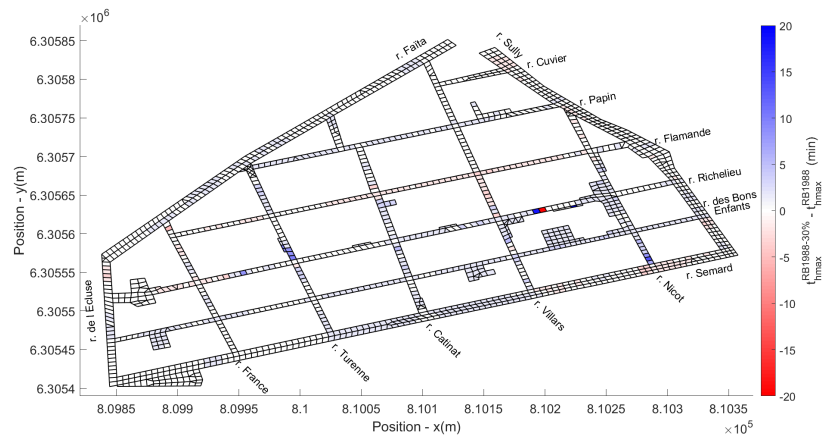 ×10⁶
6.30585
6.3058
6.30575
6.3057
6.30565
6.3056
6.30555
6.3055
6.30545
6.3054
Position - y(m)
8.0985
8.099
8.0995
8.1
8.1005
8.101
8.1015
8.102
8.1025
8.103
8.1035
×10⁵
Position - x(m)
r. Faïta
r. Sully
r. Cuvier
r. Papin
r. Flamande
r. Richelieu
r. des Bons
Enfants
r. Semard
r. Nicot
r. Villars
r. Catinat
r. Turenne
r. France
r. de l Ecluse
20
15
10
5
0
-5
-10
-15
-20
t_hmax^RB1988-30% - t_hmax^RB1988 (min)